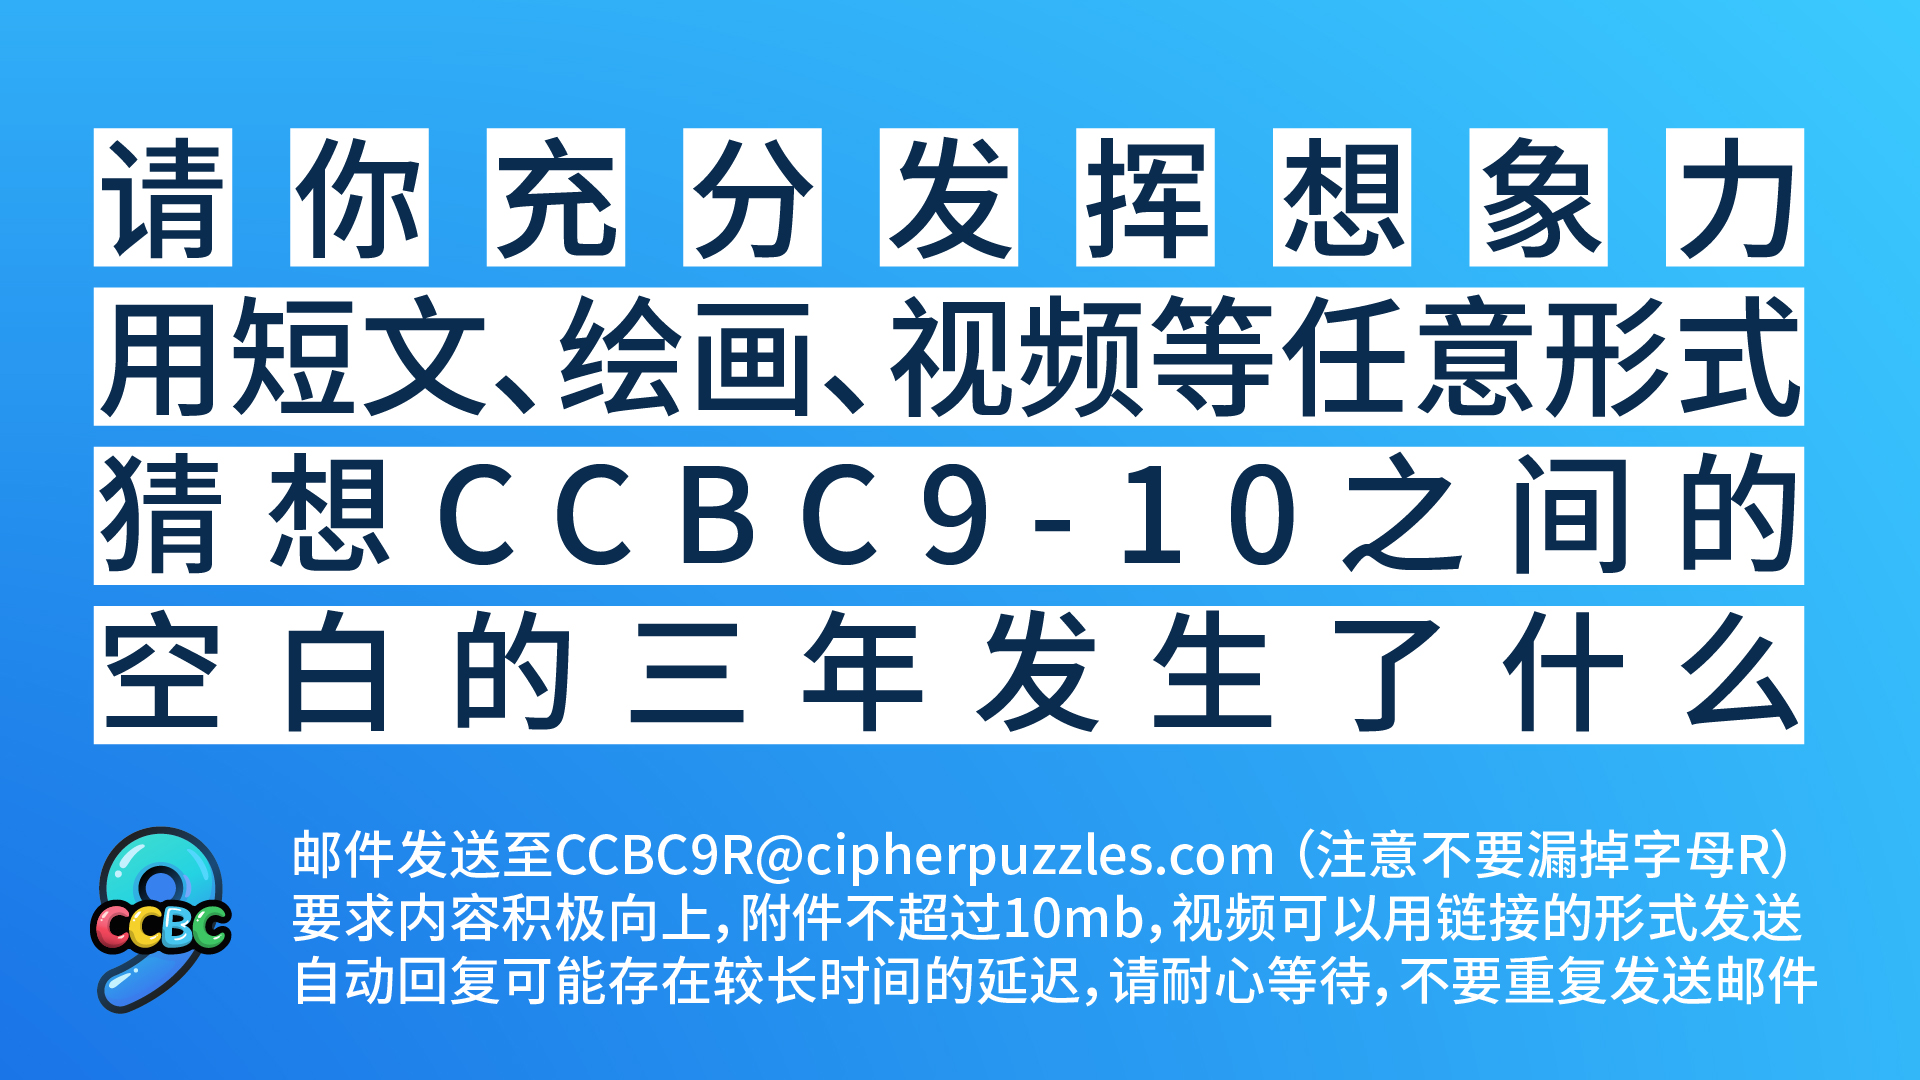 请你充分发挥想象力
用短文、绘画、视频等任意形式
猜想CCBC9-10之间的
空白的三年发生了什么
邮件发送至CCBC9R@cipherpuzzles.com（注意不要漏掉字母R）
要求内容积极向上，附件不超过10mb，视频可以用链接的形式发送
自动回复可能存在较长时间的延迟，请耐心等待，不要重复发送邮件
9
CCBC